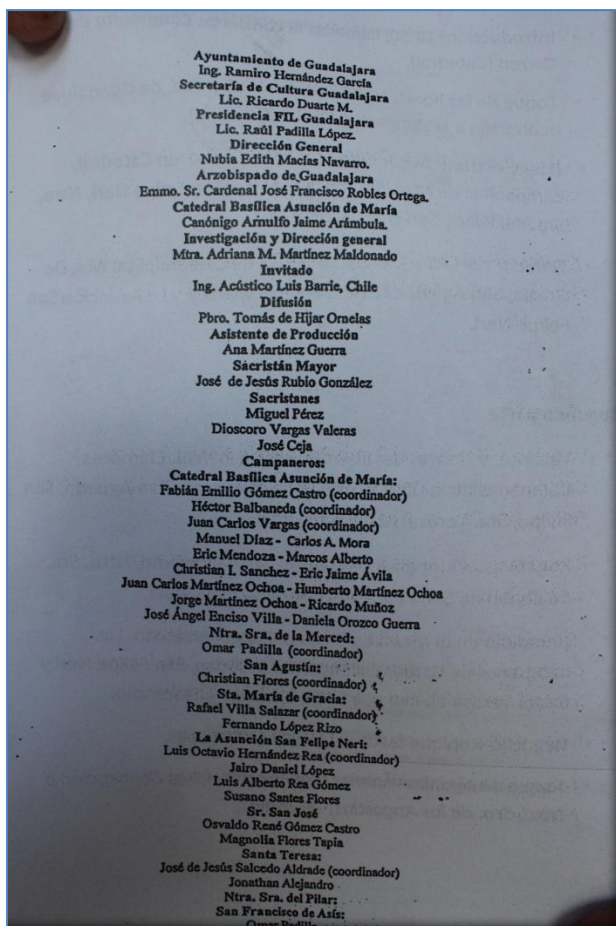 Ayuntamiento de Guadalajara
Ing. Ramiro Hernández García
Secretaría de Cultura Guadalajara
Lic. Ricardo Duarte M.
Presidencia FIL Guadalajara
Lic. Raúl Padilla López.
Dirección General
Nubia Edith Macías Navarro.
Arzobispado de Guadalajara
Emmo. Sr. Cardenal José Francisco Robles Ortega.
Catedral Basílica Asunción de María
Canónigo Arnulfo Jaime Arámbula.
Investigación y Dirección general
Mtra. Adriana M. Martínez Maldonado
Invitado
Ing. Acústico Luis Barrie, Chile
Difusión
Pbro. Tomás de Hijar Ornelas
Asistente de Producción
Ana Martínez Guerra
Sacristán Mayor
José de Jesús Rubio González
Sacristanes
Miguel Pérez
Dioscoro Vargas Valeras
José Ceja
Campaneros:
Catedral Basílica Asunción de María:
Fabián Emilio Gómez Castro (coordinador)
Héctor Balbaneda (coordinador)
Juan Carlos Vargas (coordinador)
Manuel Díaz - Carlos A. Mora
Eric Mendoza - Marcos Alberto
Christian I. Sanchez - Eric Jaime Ávila
Juan Carlos Martínez Ochoa - Humberto Martínez Ochoa
Jorge Martínez Ochoa - Ricardo Muñoz
José Ángel Enciso Villa - Daniela Orozco Guerra
Ntra. Sra. de la Merced:
Omar Padilla (coordinador)
San Agustín:
Christian Flores (coordinador)
Sta. María de Gracia:
Rafael Villa Salazar (coordinador)
Fernando López Rizo
La Asunción San Felipe Neri:
Luis Octavio Hernández Rea (coordinador)
Jairo Daniel López
Luis Alberto Rea Gómez
Susano Santes Flores
Sr. San José
Osvaldo René Gómez Castro
Magnolia Flores Tapia
Santa Teresa:
José de Jesús Salcedo Aldrade (coordinador)
Jonathan Alejandro
Ntra. Sra. del Pilar:
San Francisco de Asís:
Omar Padilla